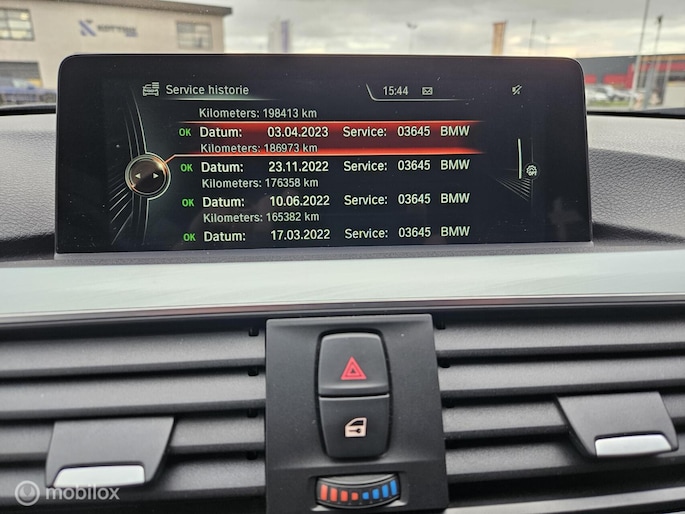 Service historie 15:44
Kilometers: 198413 km
OK Datum: 03.04.2023 Service: 03645 BMW
Kilometers: 186973 km
OK Datum: 23.11.2022 Service: 03645 BMW
Kilometers: 176358 km
OK Datum: 10.06.2022 Service: 03645 BMW
Kilometers: 165382 km
OK Datum: 17.03.2022 Service: 03645 BMW
mobilox